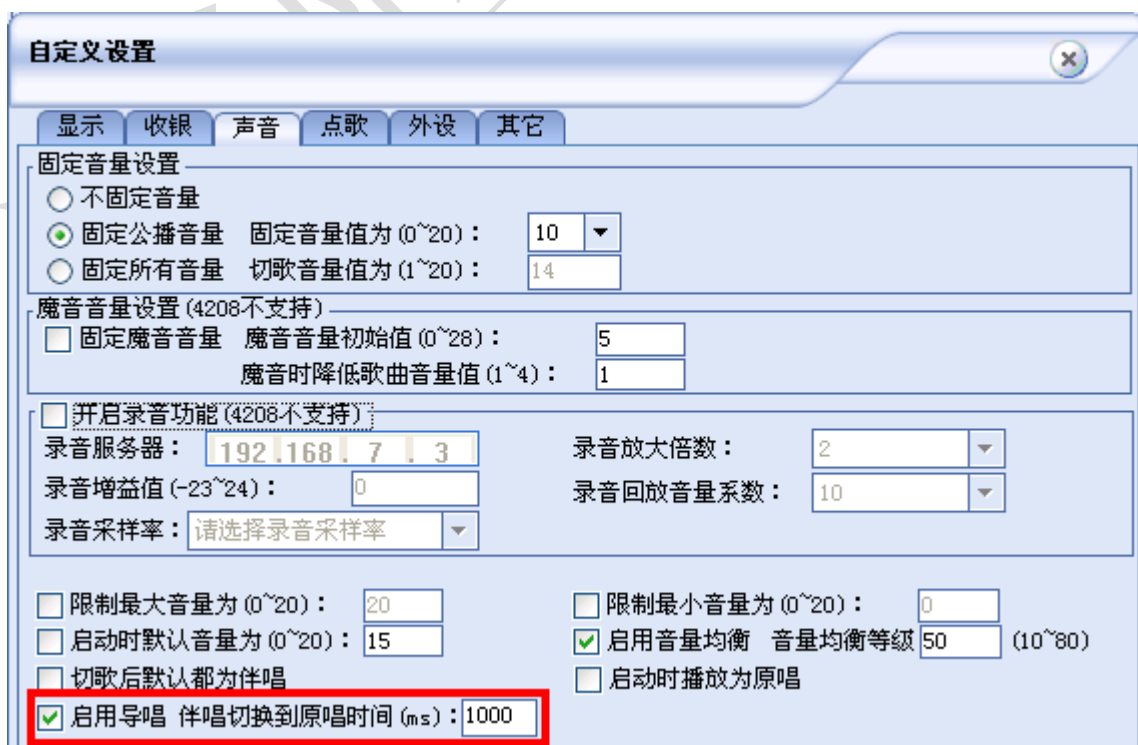 自定义设置
显示 收银 声音 点歌 外设 其它
固定音量设置
不固定音量
固定公播音量 固定音量值为(0~20): 10
固定所有音量 切歌音量值为(1~20): 14
魔音音量设置(4208不支持)
固定魔音音量 魔音音量初始值(0~28): 5
魔音时降低歌曲音量值(1~4): 1
开启录音功能(4208不支持)
录音服务器: 192.168.7.3 录音放大倍数: 2
录音增益值(-23~24): 0 录音回放音量系数: 10
录音采样率: 请选择录音采样率
限制最大音量为(0~20): 20 限制最小音量为(0~20): 0
启动时默认音量为(0~20): 15 启用音量均衡 音量均衡等级 50 (10~80)
切歌后默认都为伴唱 启动时播放为原唱
启用导唱 伴唱切换到原唱时间(ms): 1000